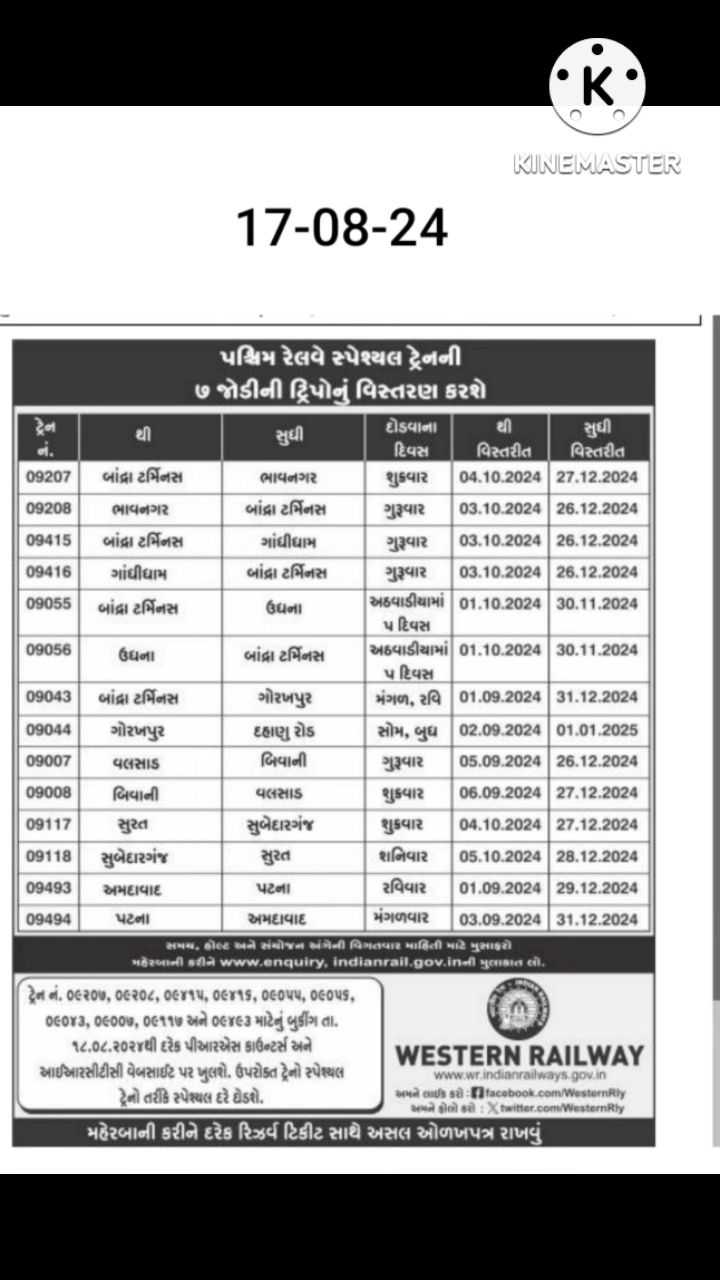 K
KINEMASTER
17-08-24
પશ્ચિમ રેલવે સ્પેશ્યલ ટ્રેનની
૭ જોડીની ટ્રિપોનું વિસ્તરણ કરશે
ટ્રેન નં. થી સુધી દોડવાના દિવસ થી વિસ્તરીત સુધી વિસ્તરીત
09207 બાંદ્રા ટર્મિનસ ભાવનગર શુક્રવાર 04.10.2024 27.12.2024
09208 ભાવનગર બાંદ્રા ટર્મિનસ ગુરૂવાર 03.10.2024 26.12.2024
09415 બાંદ્રા ટર્મિનસ ગાંધીધામ ગુરૂવાર 03.10.2024 26.12.2024
09416 ગાંધીધામ બાંદ્રા ટર્મિનસ ગુરૂવાર 03.10.2024 26.12.2024
09055 બાંદ્રા ટર્મિનસ ઉધના અઠવાડીયામાં ૫ દિવસ 01.10.2024 30.11.2024
09056 ઉધના બાંદ્રા ટર્મિનસ અઠવાડીયામાં ૫ દિવસ 01.10.2024 30.11.2024
09043 બાંદ્રા ટર્મિનસ ગોરખપુર મંગળ, રવિ 01.09.2024 31.12.2024
09044 ગોરખપુર દહાણુ રોડ સોમ, બુધ 02.09.2024 01.01.2025
09007 વલસાડ બિવાની ગુરૂવાર 05.09.2024 26.12.2024
09008 બિવાની વલસાડ શુક્રવાર 06.09.2024 27.12.2024
09117 સુરત સુબેદારગંજ શુક્રવાર 04.10.2024 27.12.2024
09118 સુબેદારગંજ સુરત શનિવાર 05.10.2024 28.12.2024
09493 અમદાવાદ પટના રવિવાર 01.09.2024 29.12.2024
09494 પટના અમદાવાદ મંગળવાર 03.09.2024 31.12.2024
સમય, હોલ્ટ અને સંયોજન અંગેની વિગતવાર માહિતી માટે મુસાફરો
મહેરબાની કરીને www.enquiry, indianrail.gov.inની મુલાકાત લો.
ટ્રેન નં. ૦૯૨૦૭, ૦૯૨૦૮, ૦૯૪૧૫, ૦૯૪૧૬, ૦૯૦૫૫, ૦૯૦૫૬,
૦૯૦૪૩, ૦૯૦૦૭, ૦૯૧૧૭ અને ૦૯૪૯૩ માટેનું બુકીંગ તા.
૧૮.૦૮.૨૦૨૪થી દરેક પીઆરએસ કાઉન્ટર્સ અને
આઈઆરસીટીસી વેબસાઈટ પર ખુલશે. ઉપરોક્ત ટ્રેનો સ્પેશ્યલ
ટ્રેનો તરીકે સ્પેશ્યલ દરે દોડશે.
WESTERN RAILWAY
www.wr.indianrailways.gov.in
અમને લાઈક કરો : facebook.com/WesternRly
અમને ફોલો કરો : X twitter.com/WesternRly
મહેરબાની કરીને દરેક રિઝર્વ ટિકીટ સાથે અસલ ઓળખપત્ર રાખવું